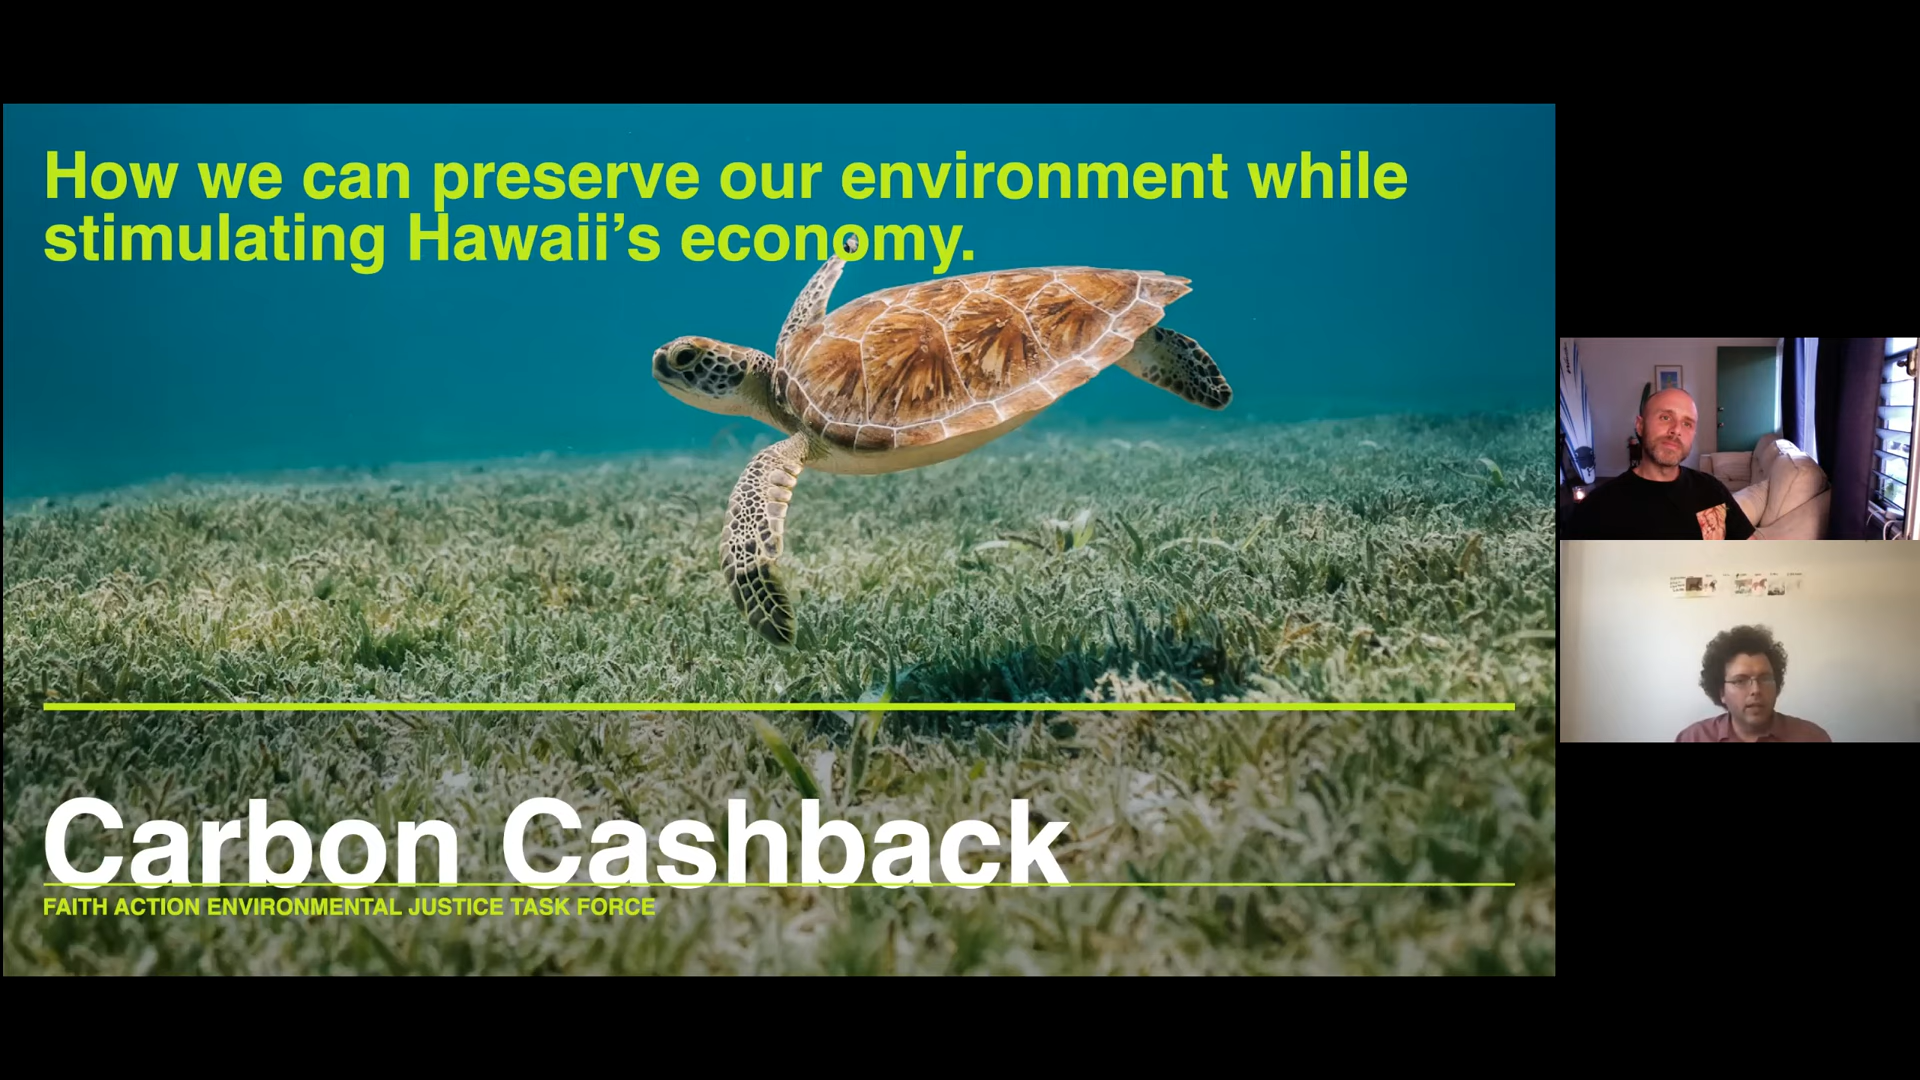 How we can preserve our environment while
stimulating Hawaii’s economy.
Carbon Cashback
FAITH ACTION ENVIRONMENTAL JUSTICE TASK FORCE